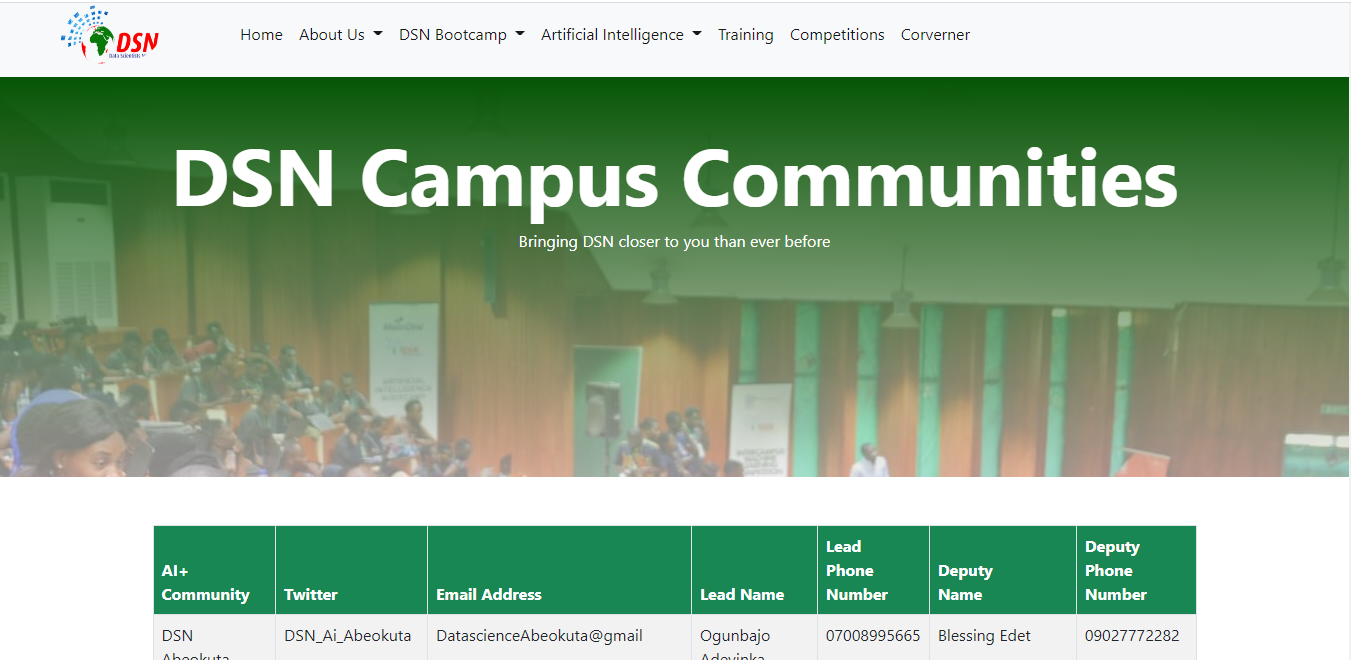 DSN
Home About Us DSN Bootcamp Artificial Intelligence Training Competitions Corverner
DSN Campus Communities
Bringing DSN closer to you than ever before
AI+ Community Twitter Email Address Lead Name Lead Phone Number Deputy Name Deputy Phone Number
DSN DSN_Ai_Abeokuta DatascienceAbeokuta@gmail Ogunbajo 07008995665 Blessing Edet 09027772282
Abeokuta Adeyinka